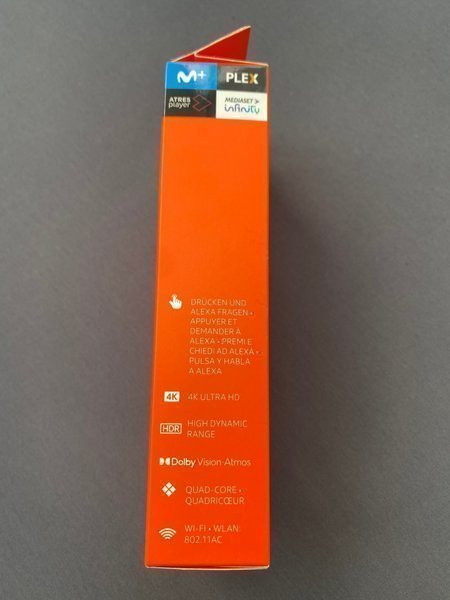 M+
PLEX
ATRES
player
MEDIASET
infinity
DRÜCKEN UND
ALEXA FRAGEN •
APPUYER ET
DEMANDER À
ALEXA • PREMI E
CHIEDI AD ALEXA •
PULSA Y HABLA
A ALEXA
4K 4K ULTRA HD
HDR HIGH DYNAMIC
RANGE
Dolby Vision·Atmos
QUAD-CORE •
QUADRICŒUR
WI-FI • WLAN:
802.11AC